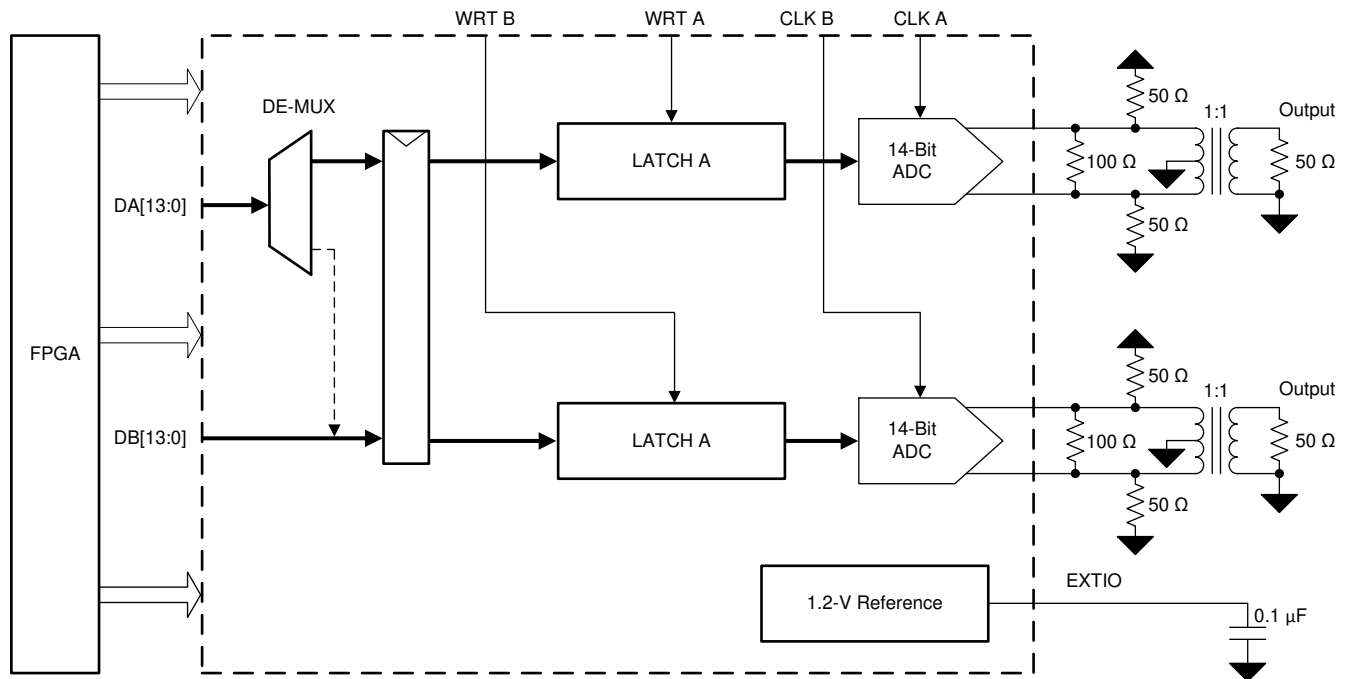 WRT B
WRT A
CLK B
CLK A
50 Ω
DE-MUX
1:1
Output
LATCH A
14-Bit
ADC
100 Ω
50 Ω
DA[13:0]
50 Ω
FPGA
50 Ω
1:1
Output
DB[13:0]
LATCH A
14-Bit
ADC
100 Ω
50 Ω
50 Ω
EXTIO
1.2-V Reference
0.1 µF